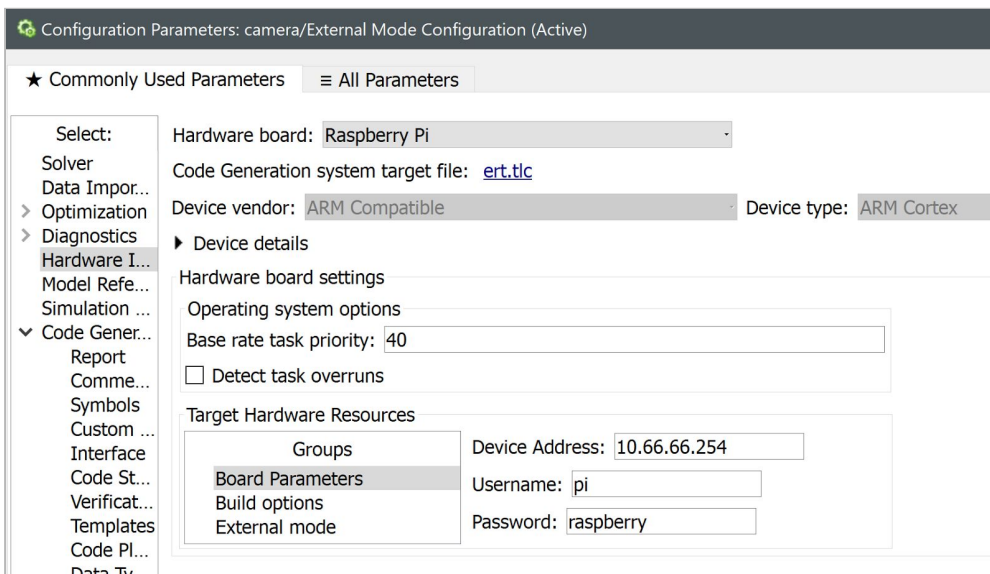 Configuration Parameters: camera/External Mode Configuration (Active)
★ Commonly Used Parameters
≡ All Parameters
Select:
Solver
Data Impor...
Optimization
Diagnostics
Hardware I...
Model Refe...
Simulation ...
Code Gener...
Report
Comme...
Symbols
Custom ...
Interface
Code St...
Verificat...
Templates
Code Pl...
Data Ty...
Hardware board: Raspberry Pi
Code Generation system target file: ert.tlc
Device vendor: ARM Compatible Device type: ARM Cortex
Device details
Hardware board settings
Operating system options
Base rate task priority: 40
Detect task overruns
Target Hardware Resources
Groups
Board Parameters
Build options
External mode
Device Address: 10.66.66.254
Username: pi
Password: raspberry